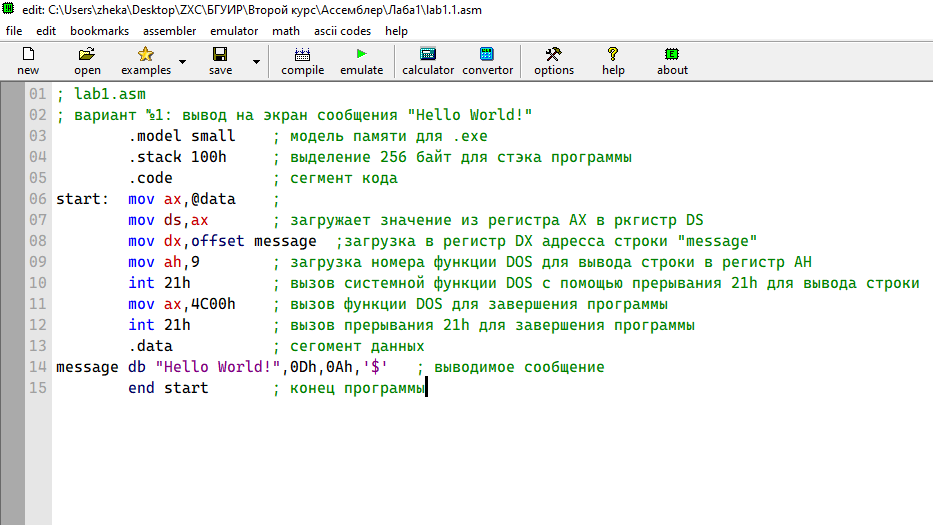 edit: C:\Users\zheka\Desktop\ZXC\БГУИР\Второй курс\Ассемблер\Лаба1\lab1.1.asm
file edit bookmarks assembler emulator math ascii codes help
new open examples save compile emulate calculator convertor options help about
01 ; lab1.asm
02 ; вариант №1: вывод на экран сообщения "Hello World!"
03 .model small ; модель памяти для .exe
04 .stack 100h ; выделение 256 байт для стэка программы
05 .code ; сегмент кода
06 start: mov ax,@data ;
07 mov ds,ax ; загружает значение из регистра AX в ркгистр DS
08 mov dx,offset message ;загрузка в регистр DX адресса строки "message"
09 mov ah,9 ; загрузка номера функции DOS для вывода строки в регистр AH
10 int 21h ; вызов системной функции DOS с помощью прерывания 21h для вывода строки
11 mov ax,4C00h ; вызов функции DOS для завершения программы
12 int 21h ; вызов прерывания 21h для завершения программы
13 .data ; сегомент данных
14 message db "Hello World!",0Dh,0Ah,'$' ; выводимое сообщение
15 end start ; конец программы